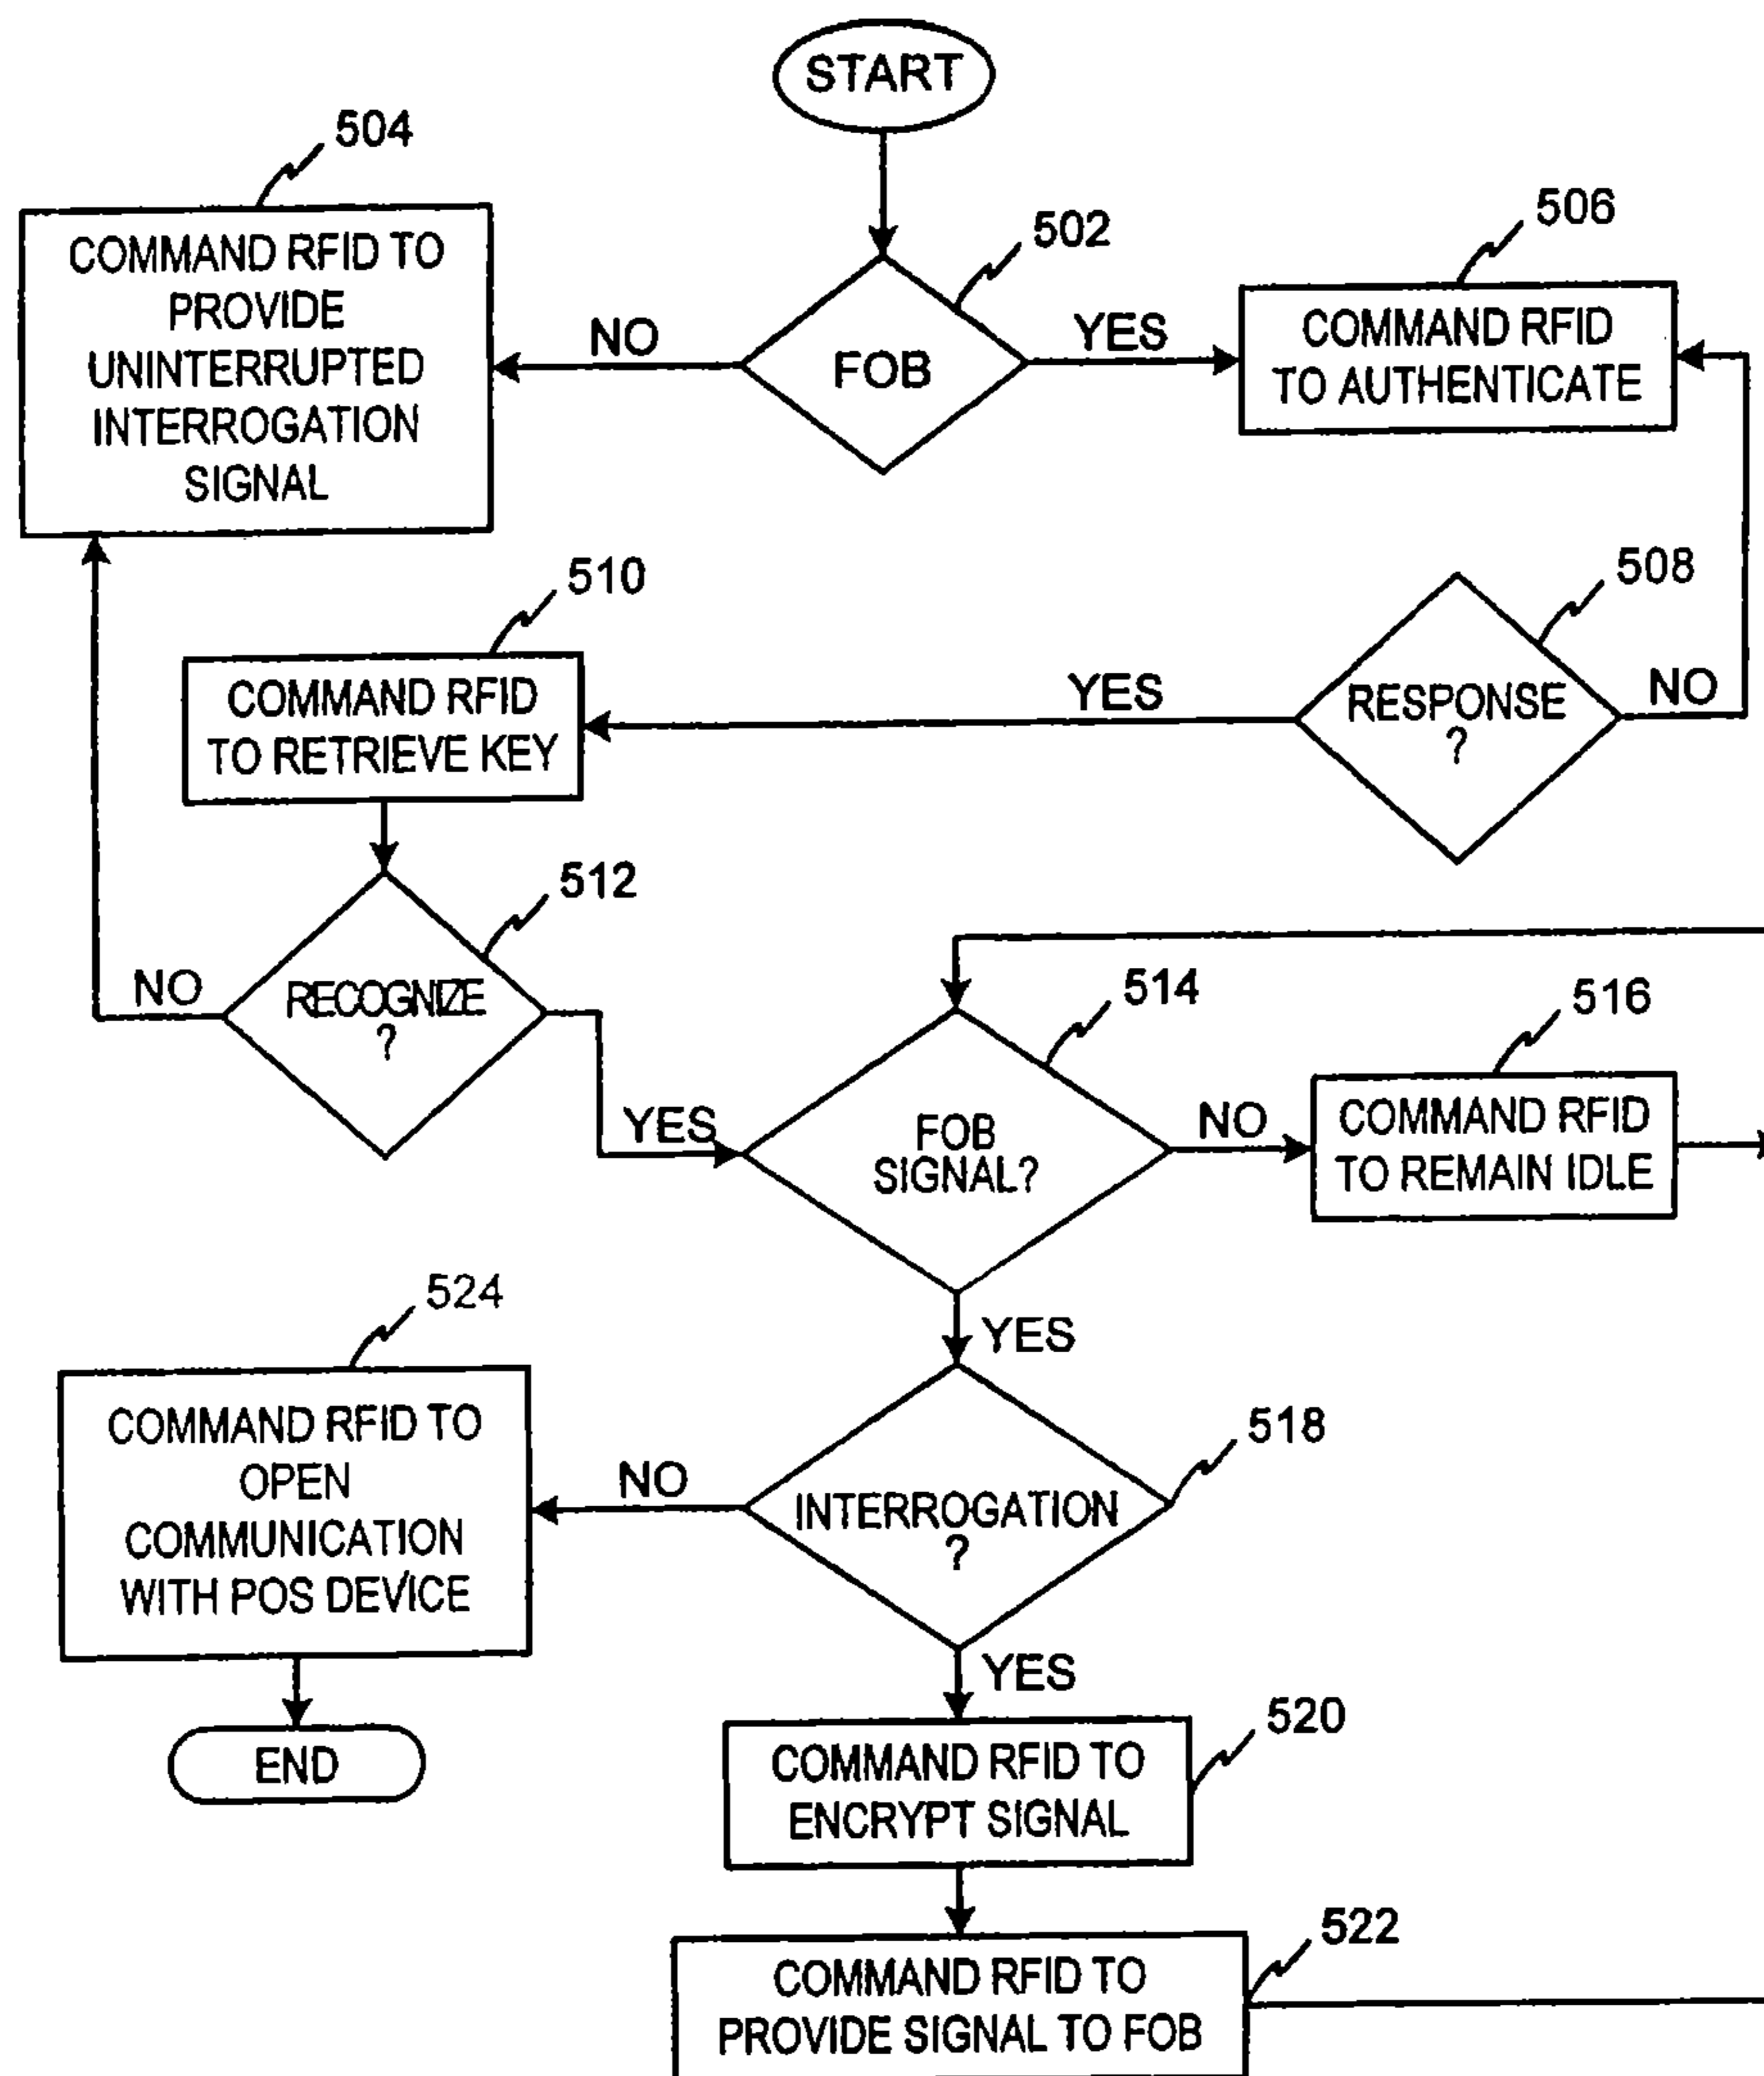 START
504
COMMAND RFID TO
PROVIDE
UNINTERRUPTED
INTERROGATION
SIGNAL
NO
502
FOB
YES
506
COMMAND RFID
TO AUTHENTICATE
510
COMMAND RFID
TO RETRIEVE KEY
YES
508
RESPONSE
?
NO
512
NO
RECOGNIZE
?
YES
514
FOB
SIGNAL?
NO
516
COMMAND RFID
TO REMAIN IDLE
YES
524
COMMAND RFID TO
OPEN
COMMUNICATION
WITH POS DEVICE
NO
518
INTERROGATION
?
YES
END
520
COMMAND RFID TO
ENCRYPT SIGNAL
522
COMMAND RFID TO
PROVIDE SIGNAL TO FOB